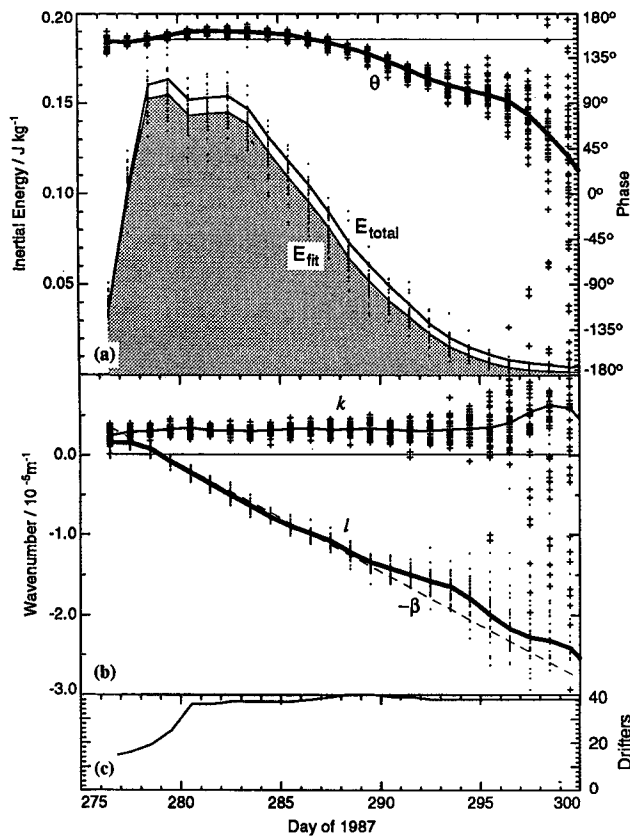 0.20
0.15
0.10
0.05
Inertial Energy / J kg⁻¹
180°
135°
90°
45°
0°
-45°
-90°
-135°
-180°
Phase
θ
E_total
E_fit
(a)
0.0
-1.0
-2.0
-3.0
Wavenumber / 10⁻⁵m⁻¹
k
l
-β
(b)
(c)
40
20
0
Drifters
275 280 285 290 295 300
Day of 1987